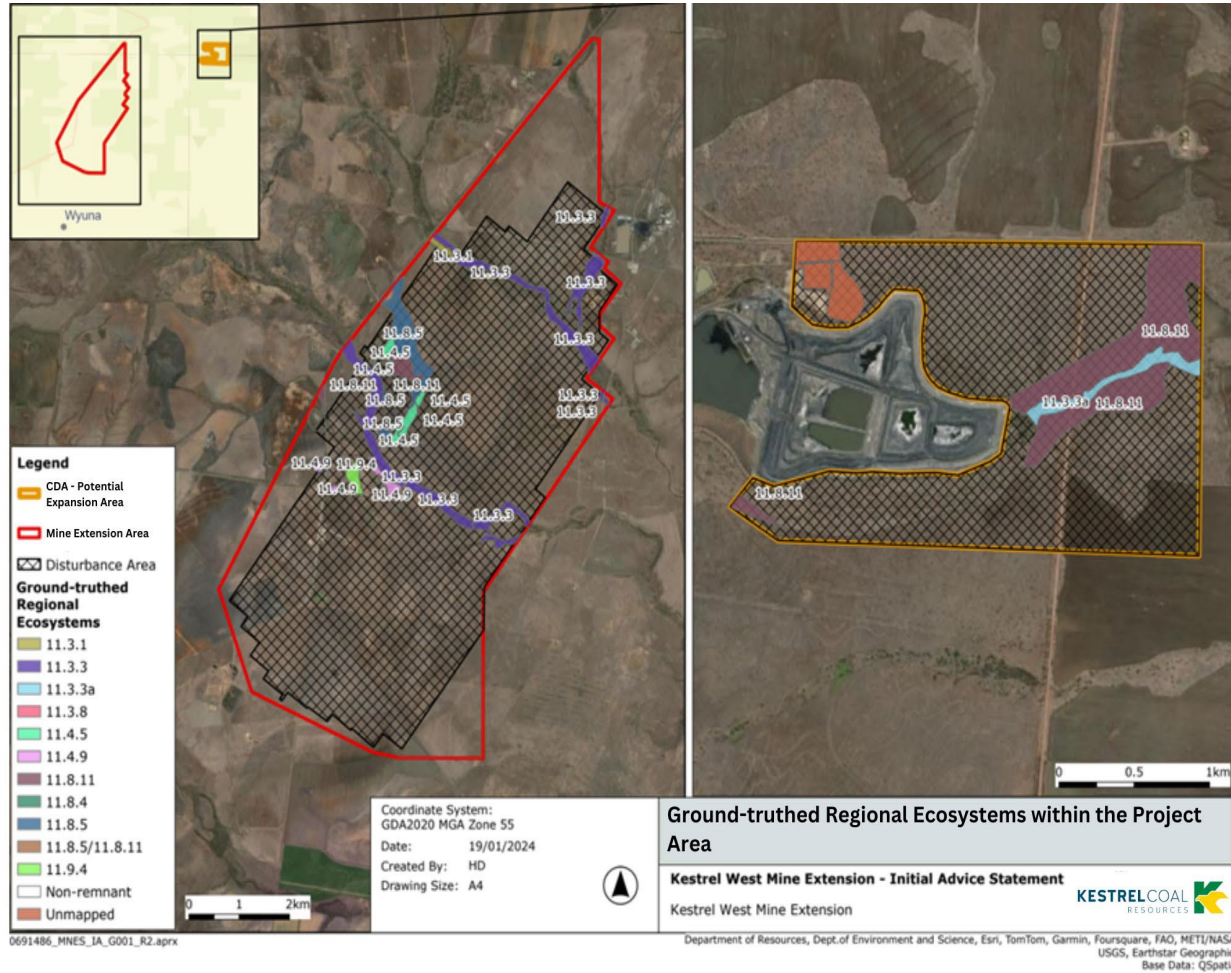 Wyuna
11.3.3
11.3.1
11.3.3
11.3.3
11.3.3
11.8.5
11.4.5
11.4.5
11.8.11
11.8.11
11.8.5
11.4.5
11.3.3
11.3.3
11.4.5
11.8.5
11.4.5
11.4.9
11.9.4
11.3.3
11.4.9
11.4.9
11.3.3
11.3.3
11.8.11
11.3.3a
11.8.11
11.8.11
Legend
CDA - Potential
Expansion Area
Mine Extension Area
Disturbance Area
Ground-truthed
Regional
Ecosystems
11.3.1
11.3.3
11.3.3a
11.3.8
11.4.5
11.4.9
11.8.11
11.8.4
11.8.5
11.8.5/11.8.11
11.9.4
Non-remnant
Unmapped
0 1 2km
0 0.5 1km
Coordinate System:
GDA2020 MGA Zone 55
Date: 19/01/2024
Created By: HD
Drawing Size: A4
Ground-truthed Regional Ecosystems within the Project
Area
Kestrel West Mine Extension - Initial Advice Statement
Kestrel West Mine Extension
KESTRELCOAL
RESOURCES
0691486_MNES_IA_G001_R2.aprx
Department of Resources, Dept.of Environment and Science, Esri, TomTom, Garmin, Foursquare, FAO, METI/NASA
USGS, Earthstar Geographic
Base Data: QSpati